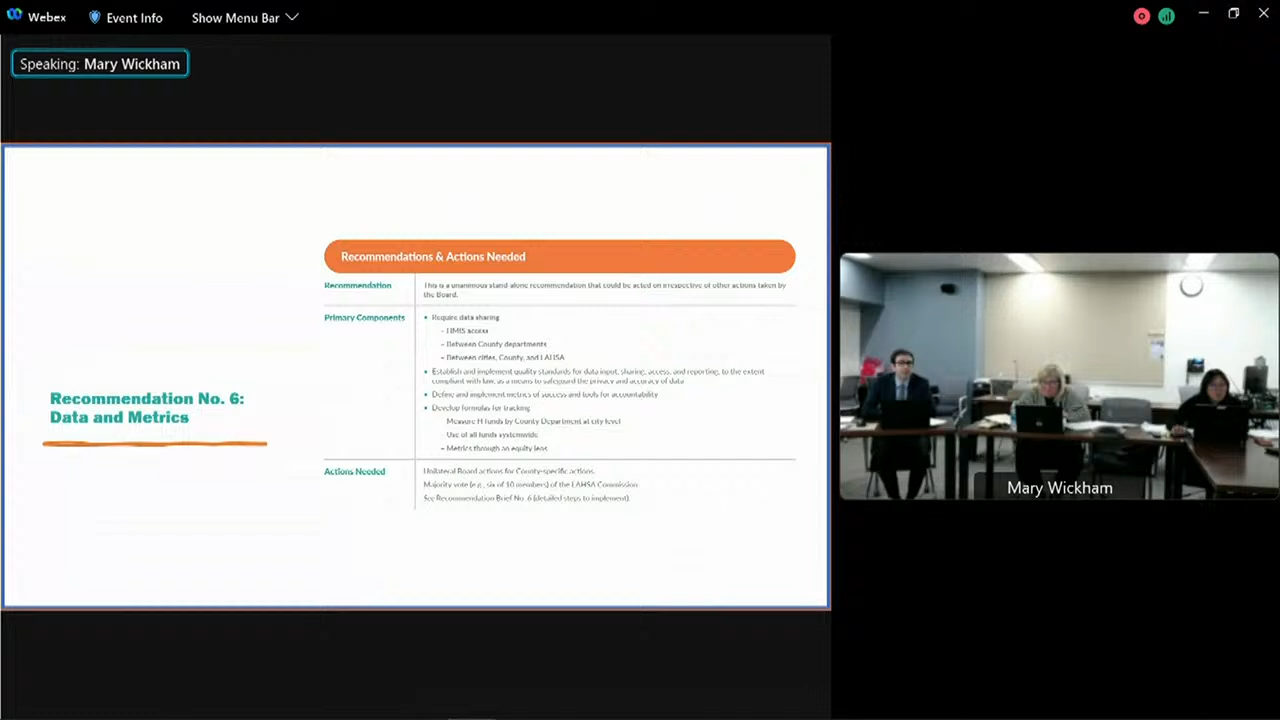 Webex
Event Info
Show Menu Bar
Speaking: Mary Wickham
Recommendations & Actions Needed
Recommendation
This is a unanimous stand-alone recommendation that could be acted on irrespective of other actions taken by
the Board.
Primary Components
• Require data sharing
– HMIS access
– Between County departments
– Between cities, County, and LAHSA
• Establish and implement quality standards for data input, sharing, access, and reporting, to the extent
compliant with law, as a means to safeguard the privacy and accuracy of data
• Define and implement metrics of success and tools for accountability
• Develop formulas for tracking
Measure H funds by County Department at city level
Use of all funds systemwide
– Metrics through an equity lens
Recommendation No. 6:
Data and Metrics
Actions Needed
Unilateral Board actions for County-specific actions.
Majority vote (e.g., six of 10 members) of the LAHSA Commission
See Recommendation Brief No. 6 (detailed steps to implement).
Mary Wickham